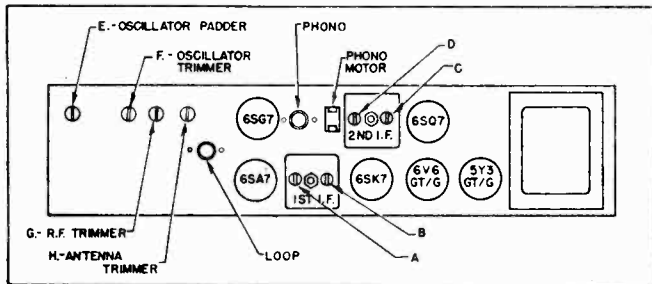 E.-OSCILLATOR PADDER
F.-OSCILLATOR
TRIMMER
PHONO
PHONO
MOTOR
D
C
6SG7
2ND I.F.
6SQ7
6SA7
1ST I.F.
6SK7
6V6
GT/G
5Y3
GT/G
G.-R.F. TRIMMER
H.-ANTENNA
TRIMMER
LOOP
B
A